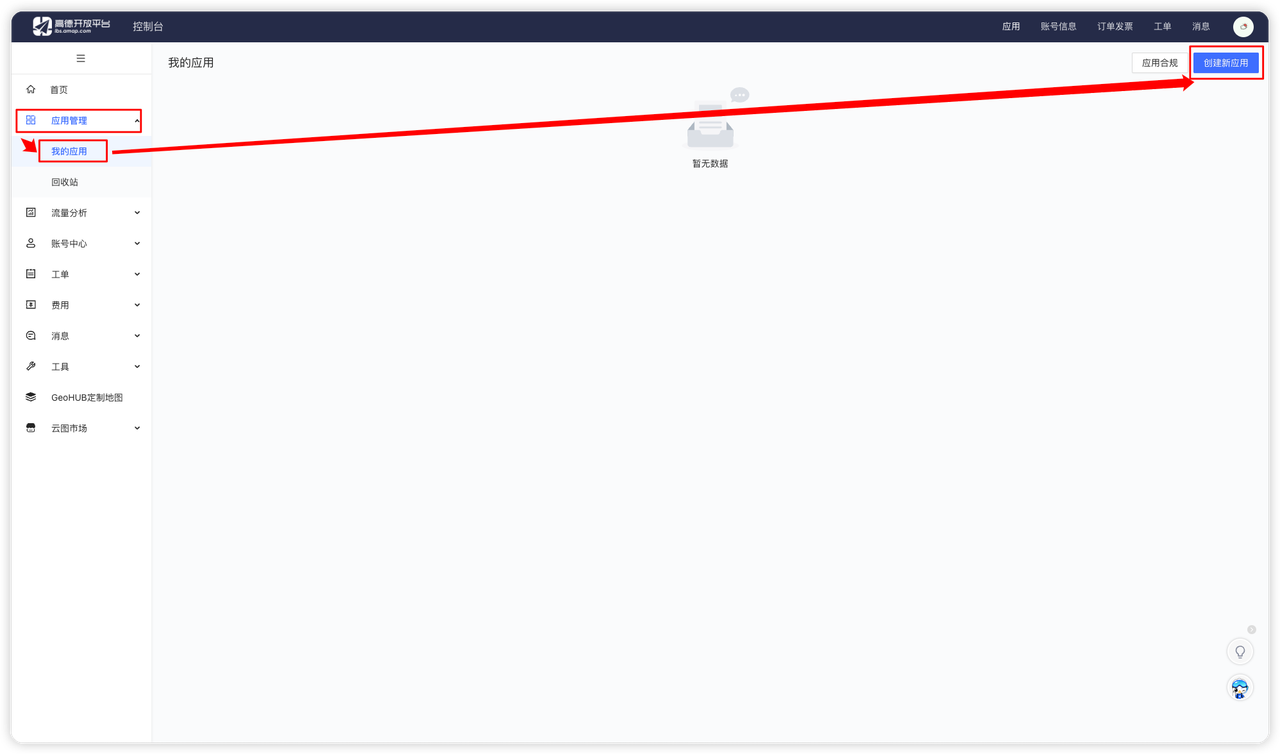 高德开放平台
lbs.amap.com
控制台
应用
账号信息
订单发票
工单
消息
首页
应用管理
我的应用
回收站
流量分析
账号中心
工单
费用
消息
工具
GeoHUB定制地图
云图市场
我的应用
应用合规
创建新应用
暂无数据